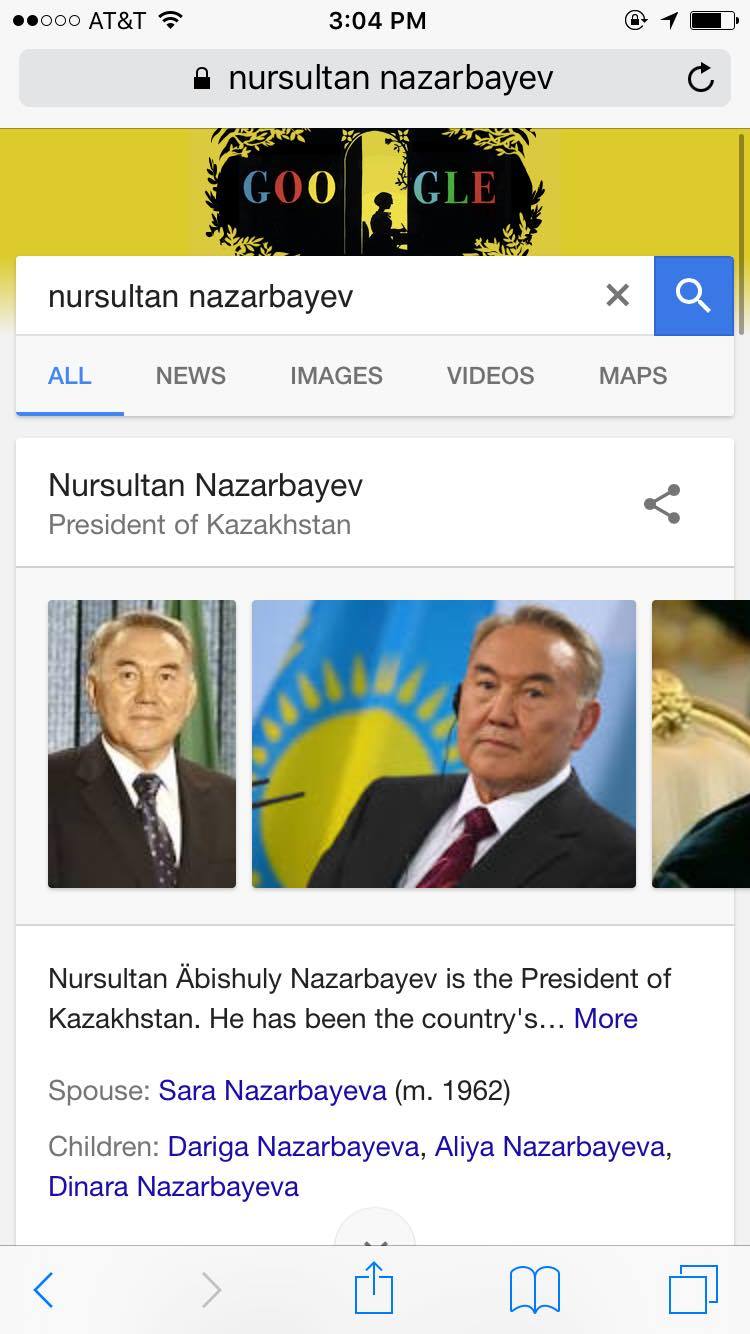 AT&T 3:04 PM
nursultan nazarbayev
GOOGLE
nursultan nazarbayev
ALL NEWS IMAGES VIDEOS MAPS
Nursultan Nazarbayev
President of Kazakhstan
Nursultan Äbishuly Nazarbayev is the President of
Kazakhstan. He has been the country's... More
Spouse: Sara Nazarbayeva (m. 1962)
Children: Dariga Nazarbayeva, Aliya Nazarbayeva,
Dinara Nazarbayeva